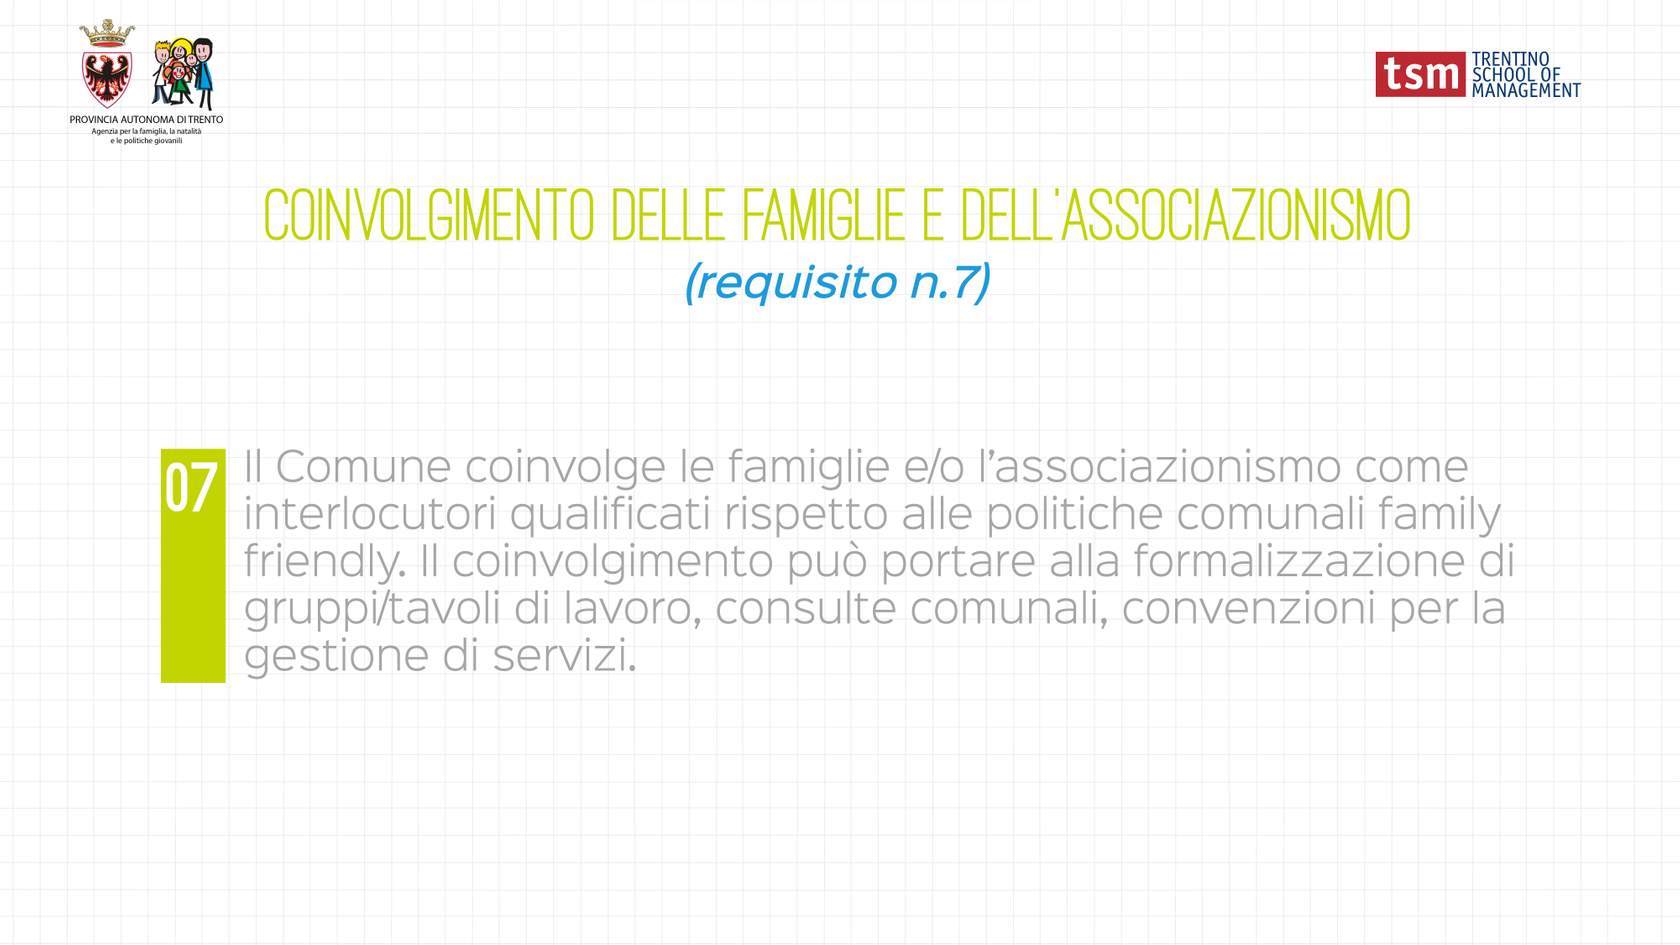 PROVINCIA AUTONOMA DI TRENTO
Agenzia per la famiglia, la natalità
e le politiche giovanili
tsm
TRENTINO
SCHOOL OF
MANAGEMENT
COINVOLGIMENTO DELLE FAMIGLIE E DELL'ASSOCIAZIONISMO
(requisito n.7)
07
Il Comune coinvolge le famiglie e/o l’associazionismo come
interlocutori qualificati rispetto alle politiche comunali family
friendly. Il coinvolgimento può portare alla formalizzazione di
gruppi/tavoli di lavoro, consulte comunali, convenzioni per la
gestione di servizi.